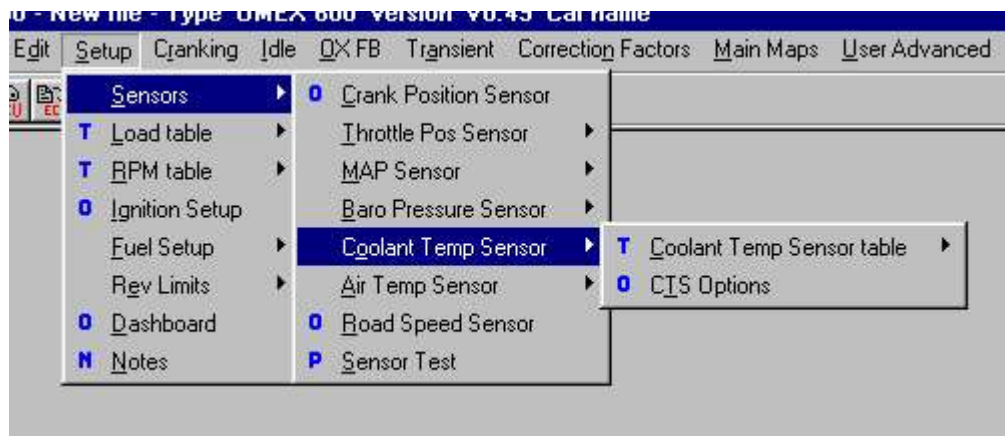 New file - Type OMEX 600 Version V0.45 Cal name
Edit Setup Cranking Idle OX FB Transient Correction Factors Main Maps User Advanced
Sensors
T Load table
T RPM table
O Ignition Setup
Fuel Setup
Rev Limits
O Dashboard
N Notes
O Crank Position Sensor
Throttle Pos Sensor
MAP Sensor
Baro Pressure Sensor
Coolant Temp Sensor
Air Temp Sensor
O Road Speed Sensor
P Sensor Test
T Coolant Temp Sensor table
O CTS Options